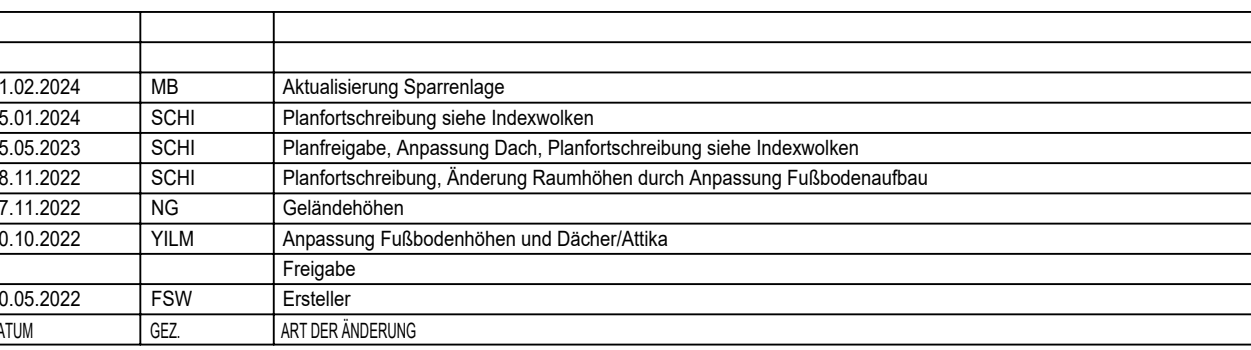 1.02.2024 MB Aktualisierung Sparrenlage
5.01.2024 SCHI Planfortschreibung siehe Indexwolken
5.05.2023 SCHI Planfreigabe, Anpassung Dach, Planfortschreibung siehe Indexwolken
8.11.2022 SCHI Planfortschreibung, Änderung Raumhöhen durch Anpassung Fußbodenaufbau
7.11.2022 NG Geländehöhen
0.10.2022 YILM Anpassung Fußbodenhöhen und Dächer/Attika
Freigabe
0.05.2022 FSW Ersteller
ATUM GEZ. ART DER ÄNDERUNG